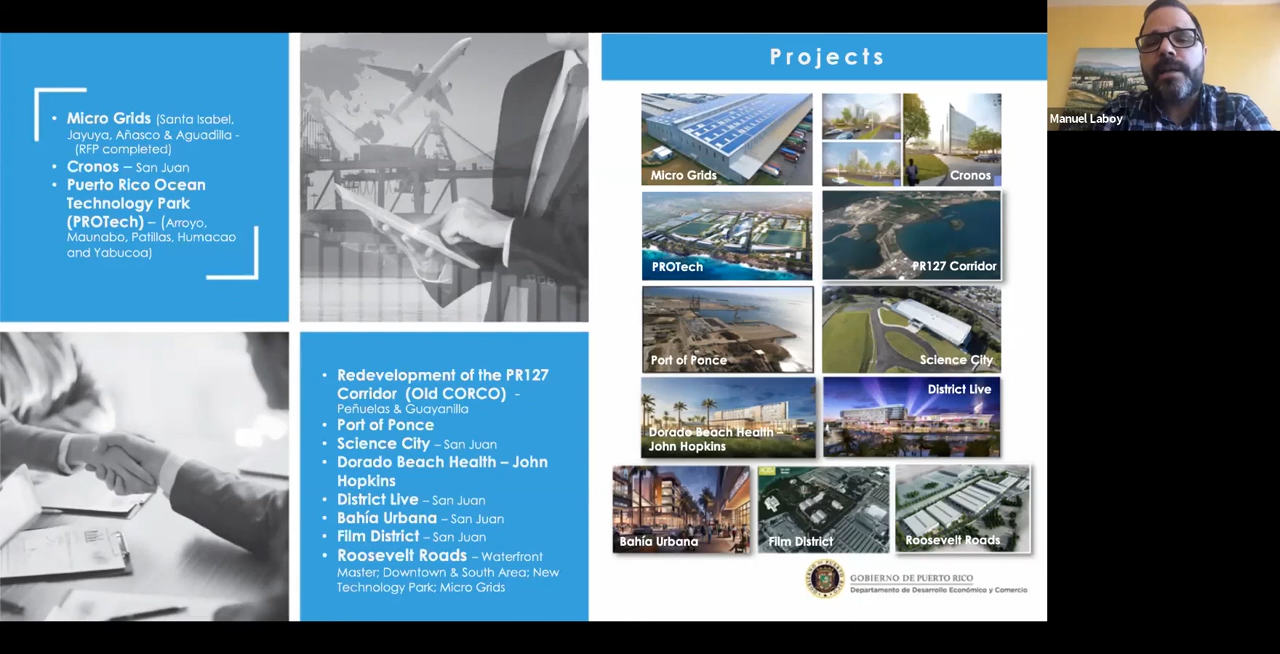 • Micro Grids (Santa Isabel,
Jayuya, Añasco & Aguadilla -
(RFP completed)
• Cronos – San Juan
• Puerto Rico Ocean
Technology Park
(PROTech) – (Arroyo,
Maunabo, Patillas, Humacao
and Yabucoa)
• Redevelopment of the PR127
Corridor (Old CORCO) -
Peñuelas & Guayanilla
• Port of Ponce
• Science City – San Juan
• Dorado Beach Health – John
Hopkins
• District Live – San Juan
• Bahía Urbana – San Juan
• Film District – San Juan
• Roosevelt Roads – Waterfront
Master; Downtown & South Area; New
Technology Park; Micro Grids
Projects
Micro Grids
Cronos
PROTech
PR127 Corridor
Port of Ponce
Science City
Dorado Beach Health –
John Hopkins
District Live
Bahía Urbana
Film District
Roosevelt Roads
GOBIERNO DE PUERTO RICO
Departamento de Desarrollo Económico y Comercio
Manuel Laboy